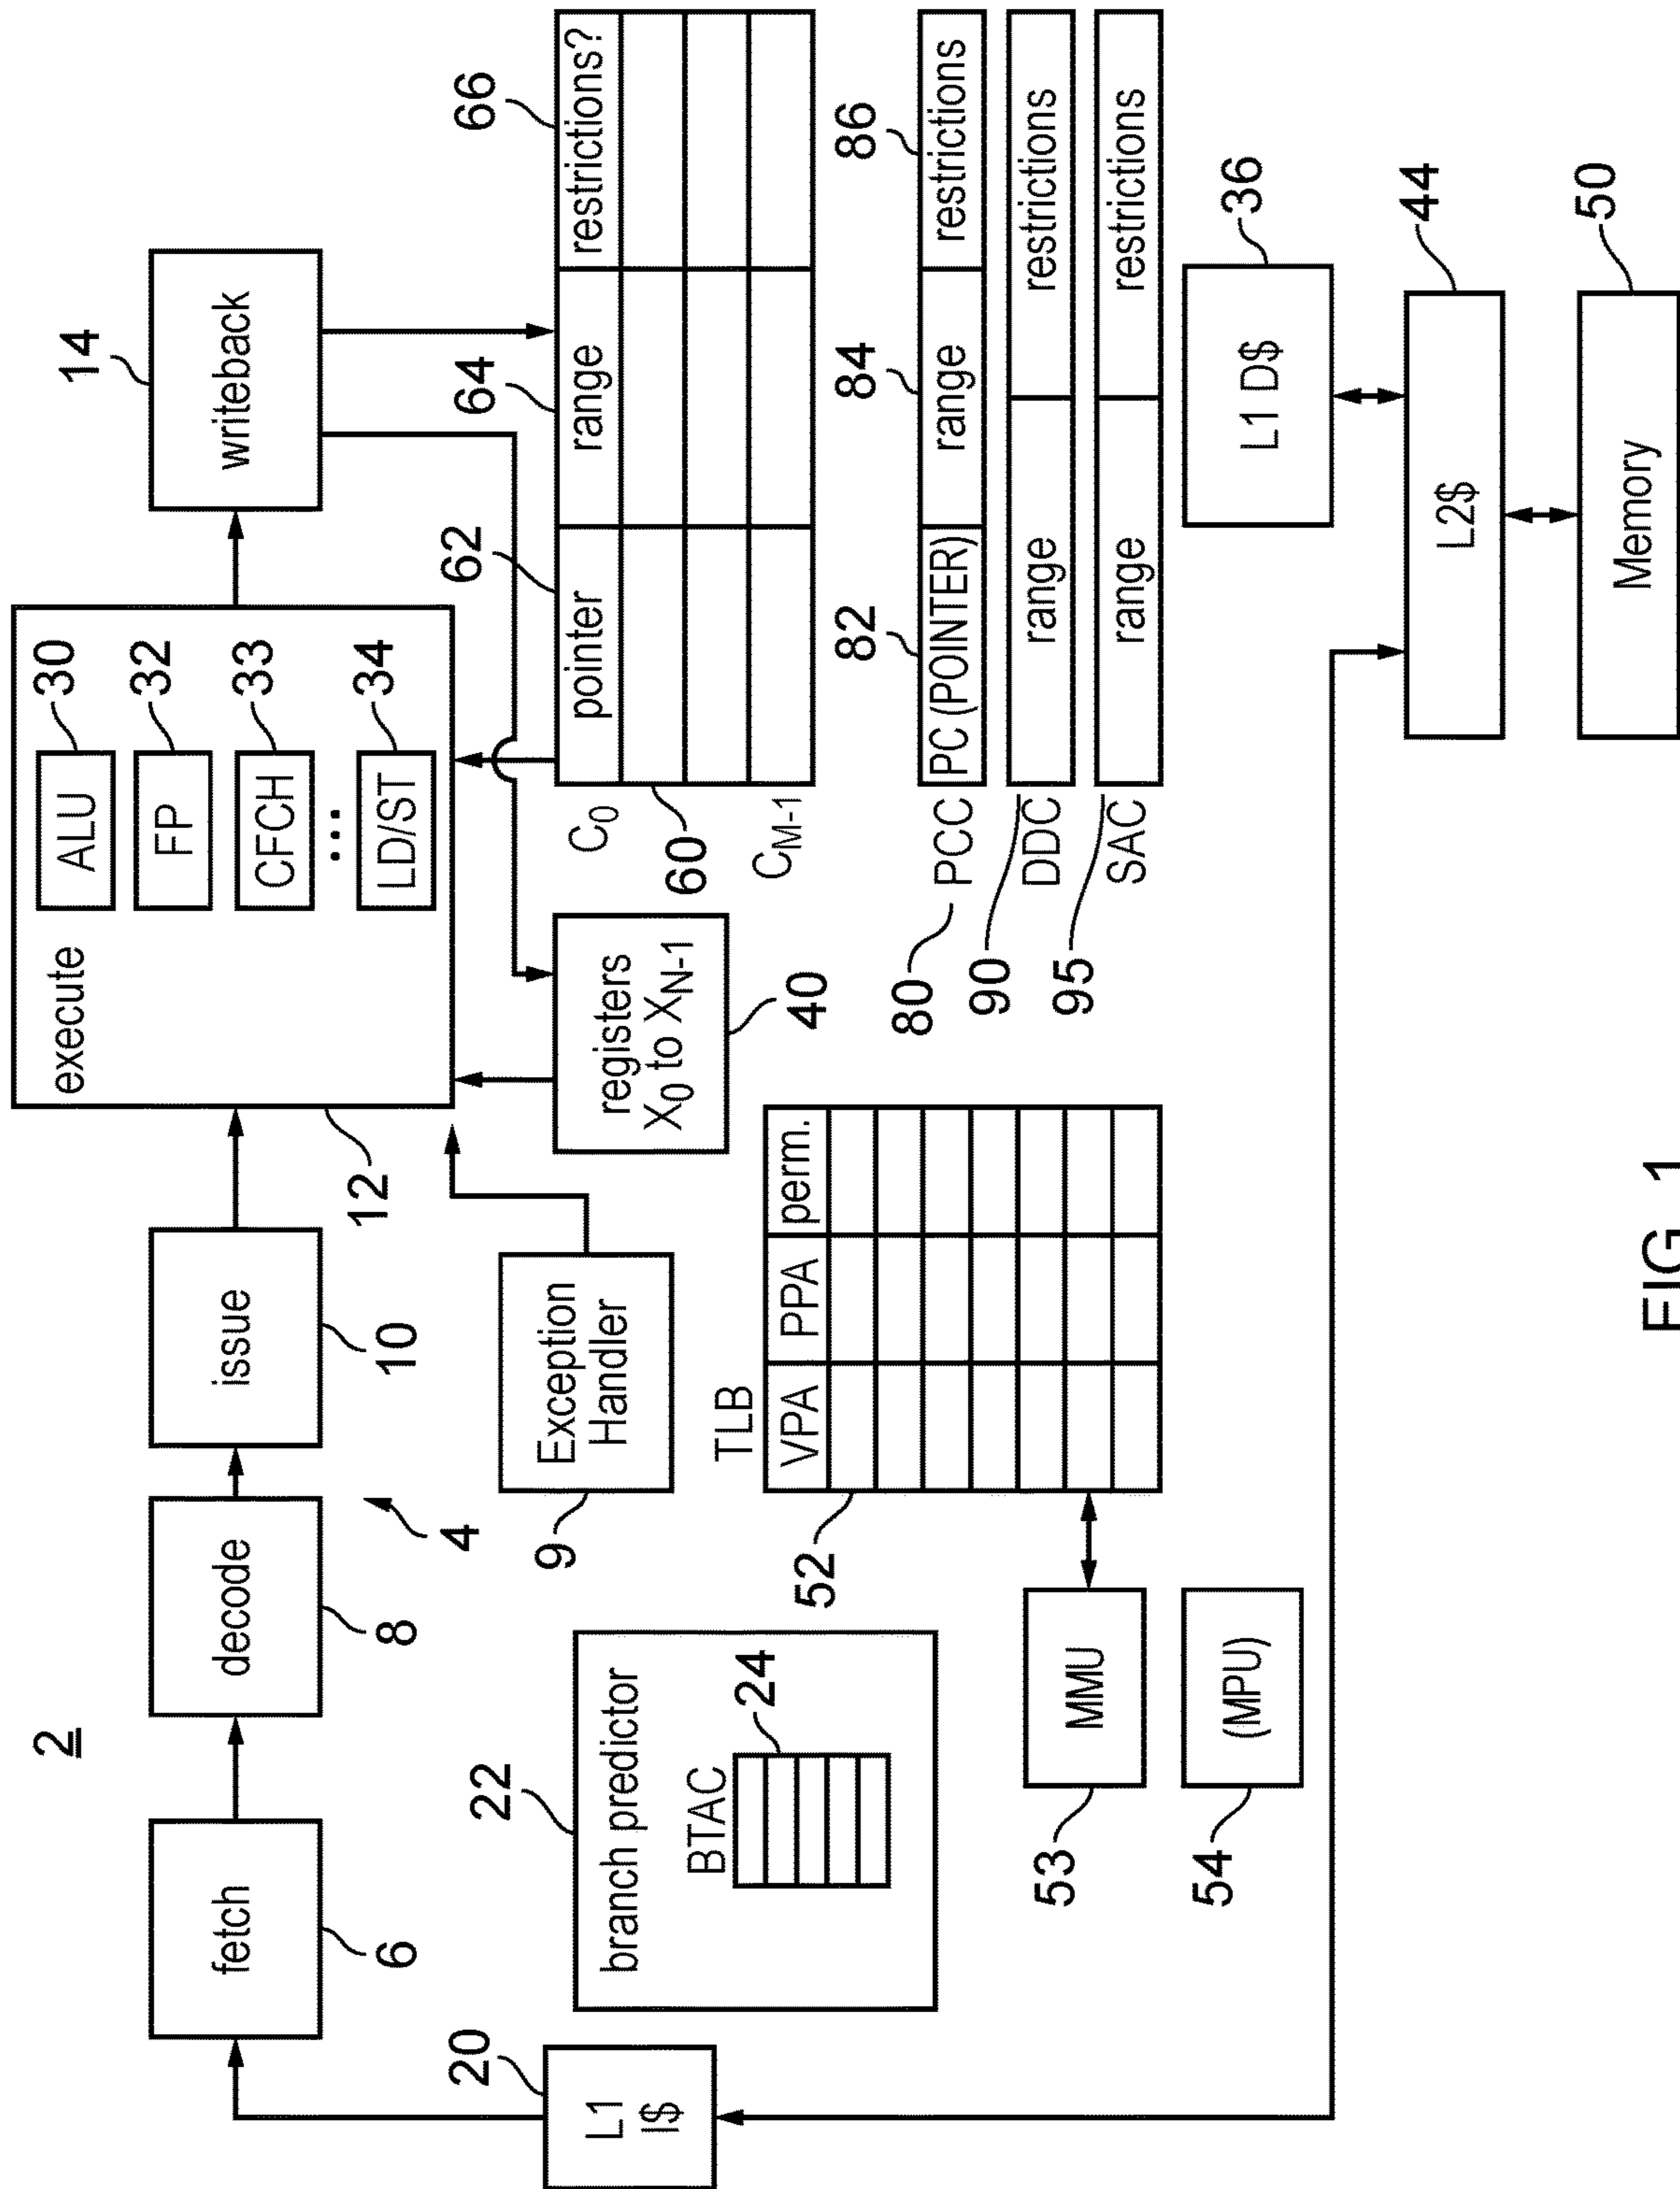 2
fetch
6
decode
8
4
issue
10
execute
12
ALU
30
FP
32
CFCH
33
...
LD/ST
34
writeback
14
20
L1
I$
22
branch predictor
BTAC
24
Exception
Handler
9
registers
X0 to XN-1
40
62
64
66
pointer
range
restrictions?
C0
60
CM-1
TLB
VPA
PPA
perm.
52
MMU
53
(MPU)
54
82
84
86
80
PCC
PC (POINTER)
range
restrictions
90
DDC
range
restrictions
95
SAC
range
restrictions
L1 D$
36
L2$
44
Memory
50
FIG. 1